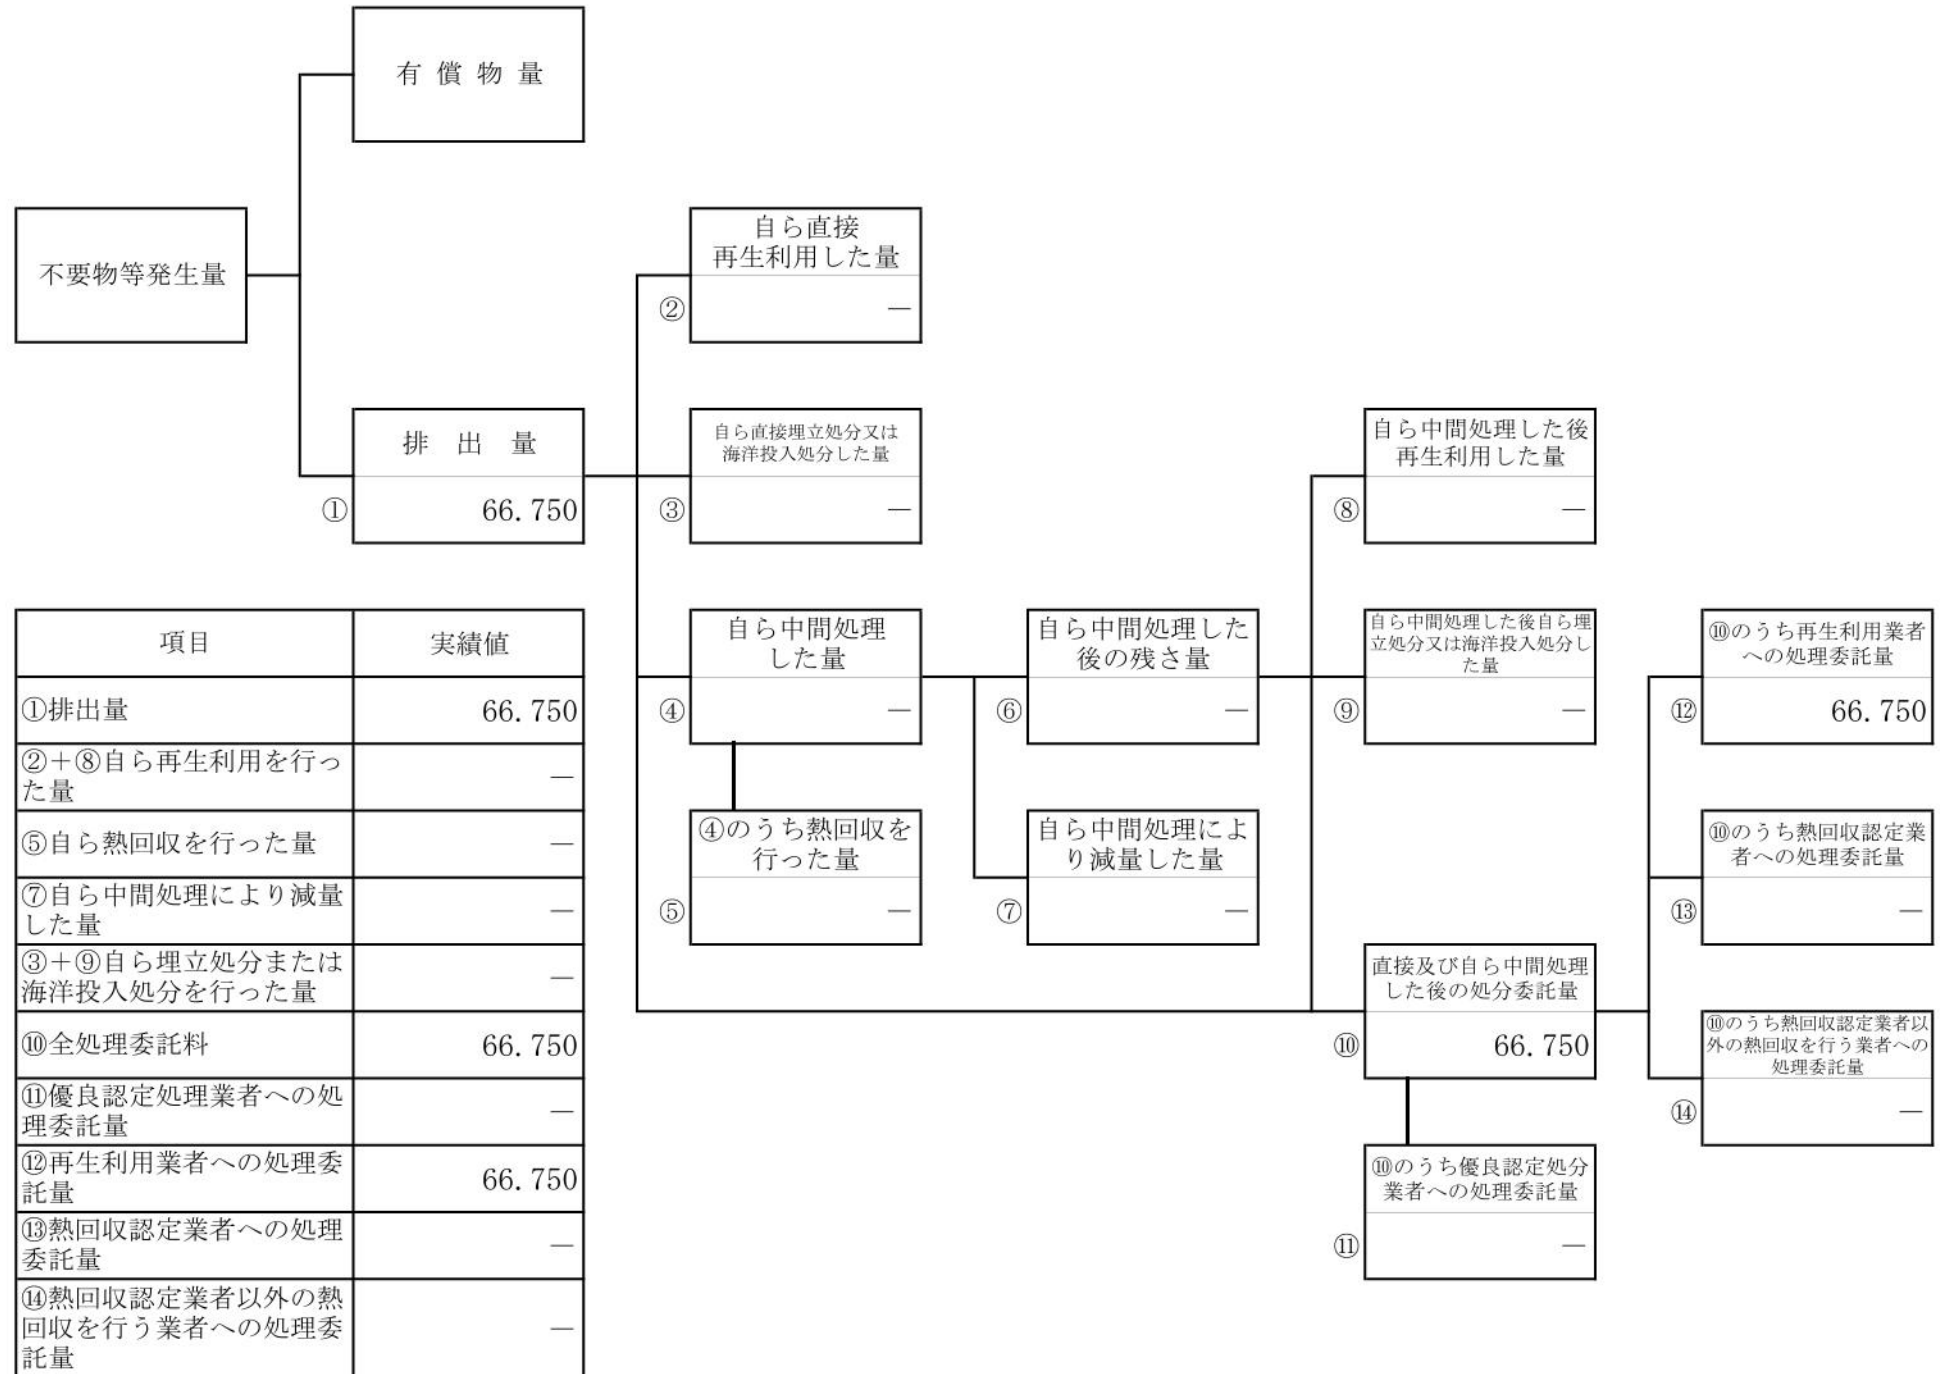 有 償 物 量
不要物等発生量
自ら直接
再生利用した量
②
―
排 出 量
①
66.750
自ら直接埋立処分又は
海洋投入処分した量
③
―
自ら中間処理した後
再生利用した量
⑧
―
自ら中間処理
した量
④
―
自ら中間処理した
後の残さ量
⑥
―
自ら中間処理した後自ら埋
立処分又は海洋投入処分し
た量
⑨
―
⑩のうち再生利用業者
への処理委託量
⑫
66.750
④のうち熱回収を
行った量
⑤
―
自ら中間処理によ
り減量した量
⑦
―
⑩のうち熱回収認定業
者への処理委託量
⑬
―
直接及び自ら中間処理
した後の処分委託量
⑩
66.750
⑩のうち熱回収認定業者以
外の熱回収を行う業者への
処理委託量
⑭
―
⑩のうち優良認定処分
業者への処理委託量
⑪
―
項目
実績値
①排出量
66.750
②＋⑧自ら再生利用を行っ
た量
―
⑤自ら熱回収を行った量
―
⑦自ら中間処理により減量
した量
―
③＋⑨自ら埋立処分または
海洋投入処分を行った量
―
⑩全処理委託料
66.750
⑪優良認定処理業者への処
理委託量
―
⑫再生利用業者への処理委
託量
66.750
⑬熱回収認定業者への処理
委託量
―
⑭熱回収認定業者以外の熱
回収を行う業者への処理委
託量
―